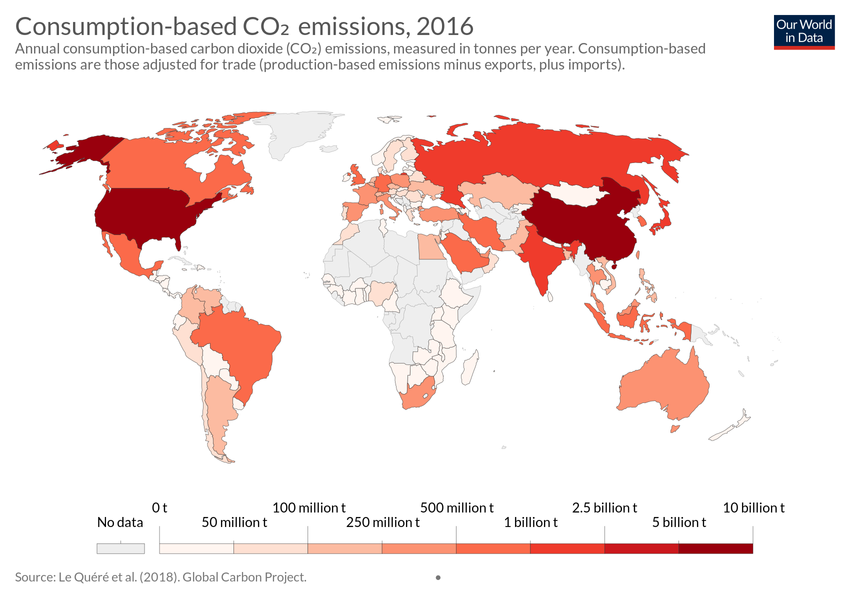 Consumption-based CO₂ emissions, 2016
Our World
in Data
Annual consumption-based carbon dioxide (CO₂) emissions, measured in tonnes per year. Consumption-based
emissions are those adjusted for trade (production-based emissions minus exports, plus imports).
0 t 100 million t 500 million t 2.5 billion t 10 billion t
No data 50 million t 250 million t 1 billion t 5 billion t
Source: Le Quéré et al. (2018). Global Carbon Project.